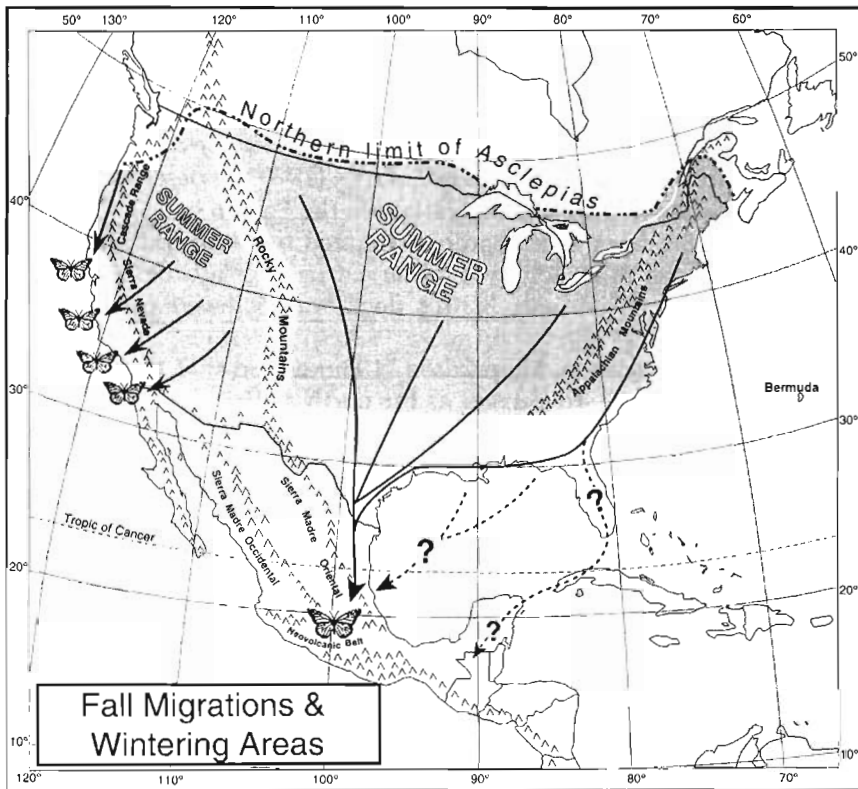 50° 130° 120° 110° 100° 90° 80° 70° 60°
50°
Northern limit of Asclepias
40°
40°
Cascade Range
SUMMER
RANGE
Rocky
Mountains
SUMMER
RANGE
Sierra Nevada
Appalachian Mountains
Bermuda
30°
30°
Sierra Madre Occidental
Sierra Madre Oriental
?
?
?
Tropic of Cancer
20°
20°
Neovolcanic Belt
Fall Migrations &
Wintering Areas
10°
10°
120° 110° 100° 90° 80° 70°